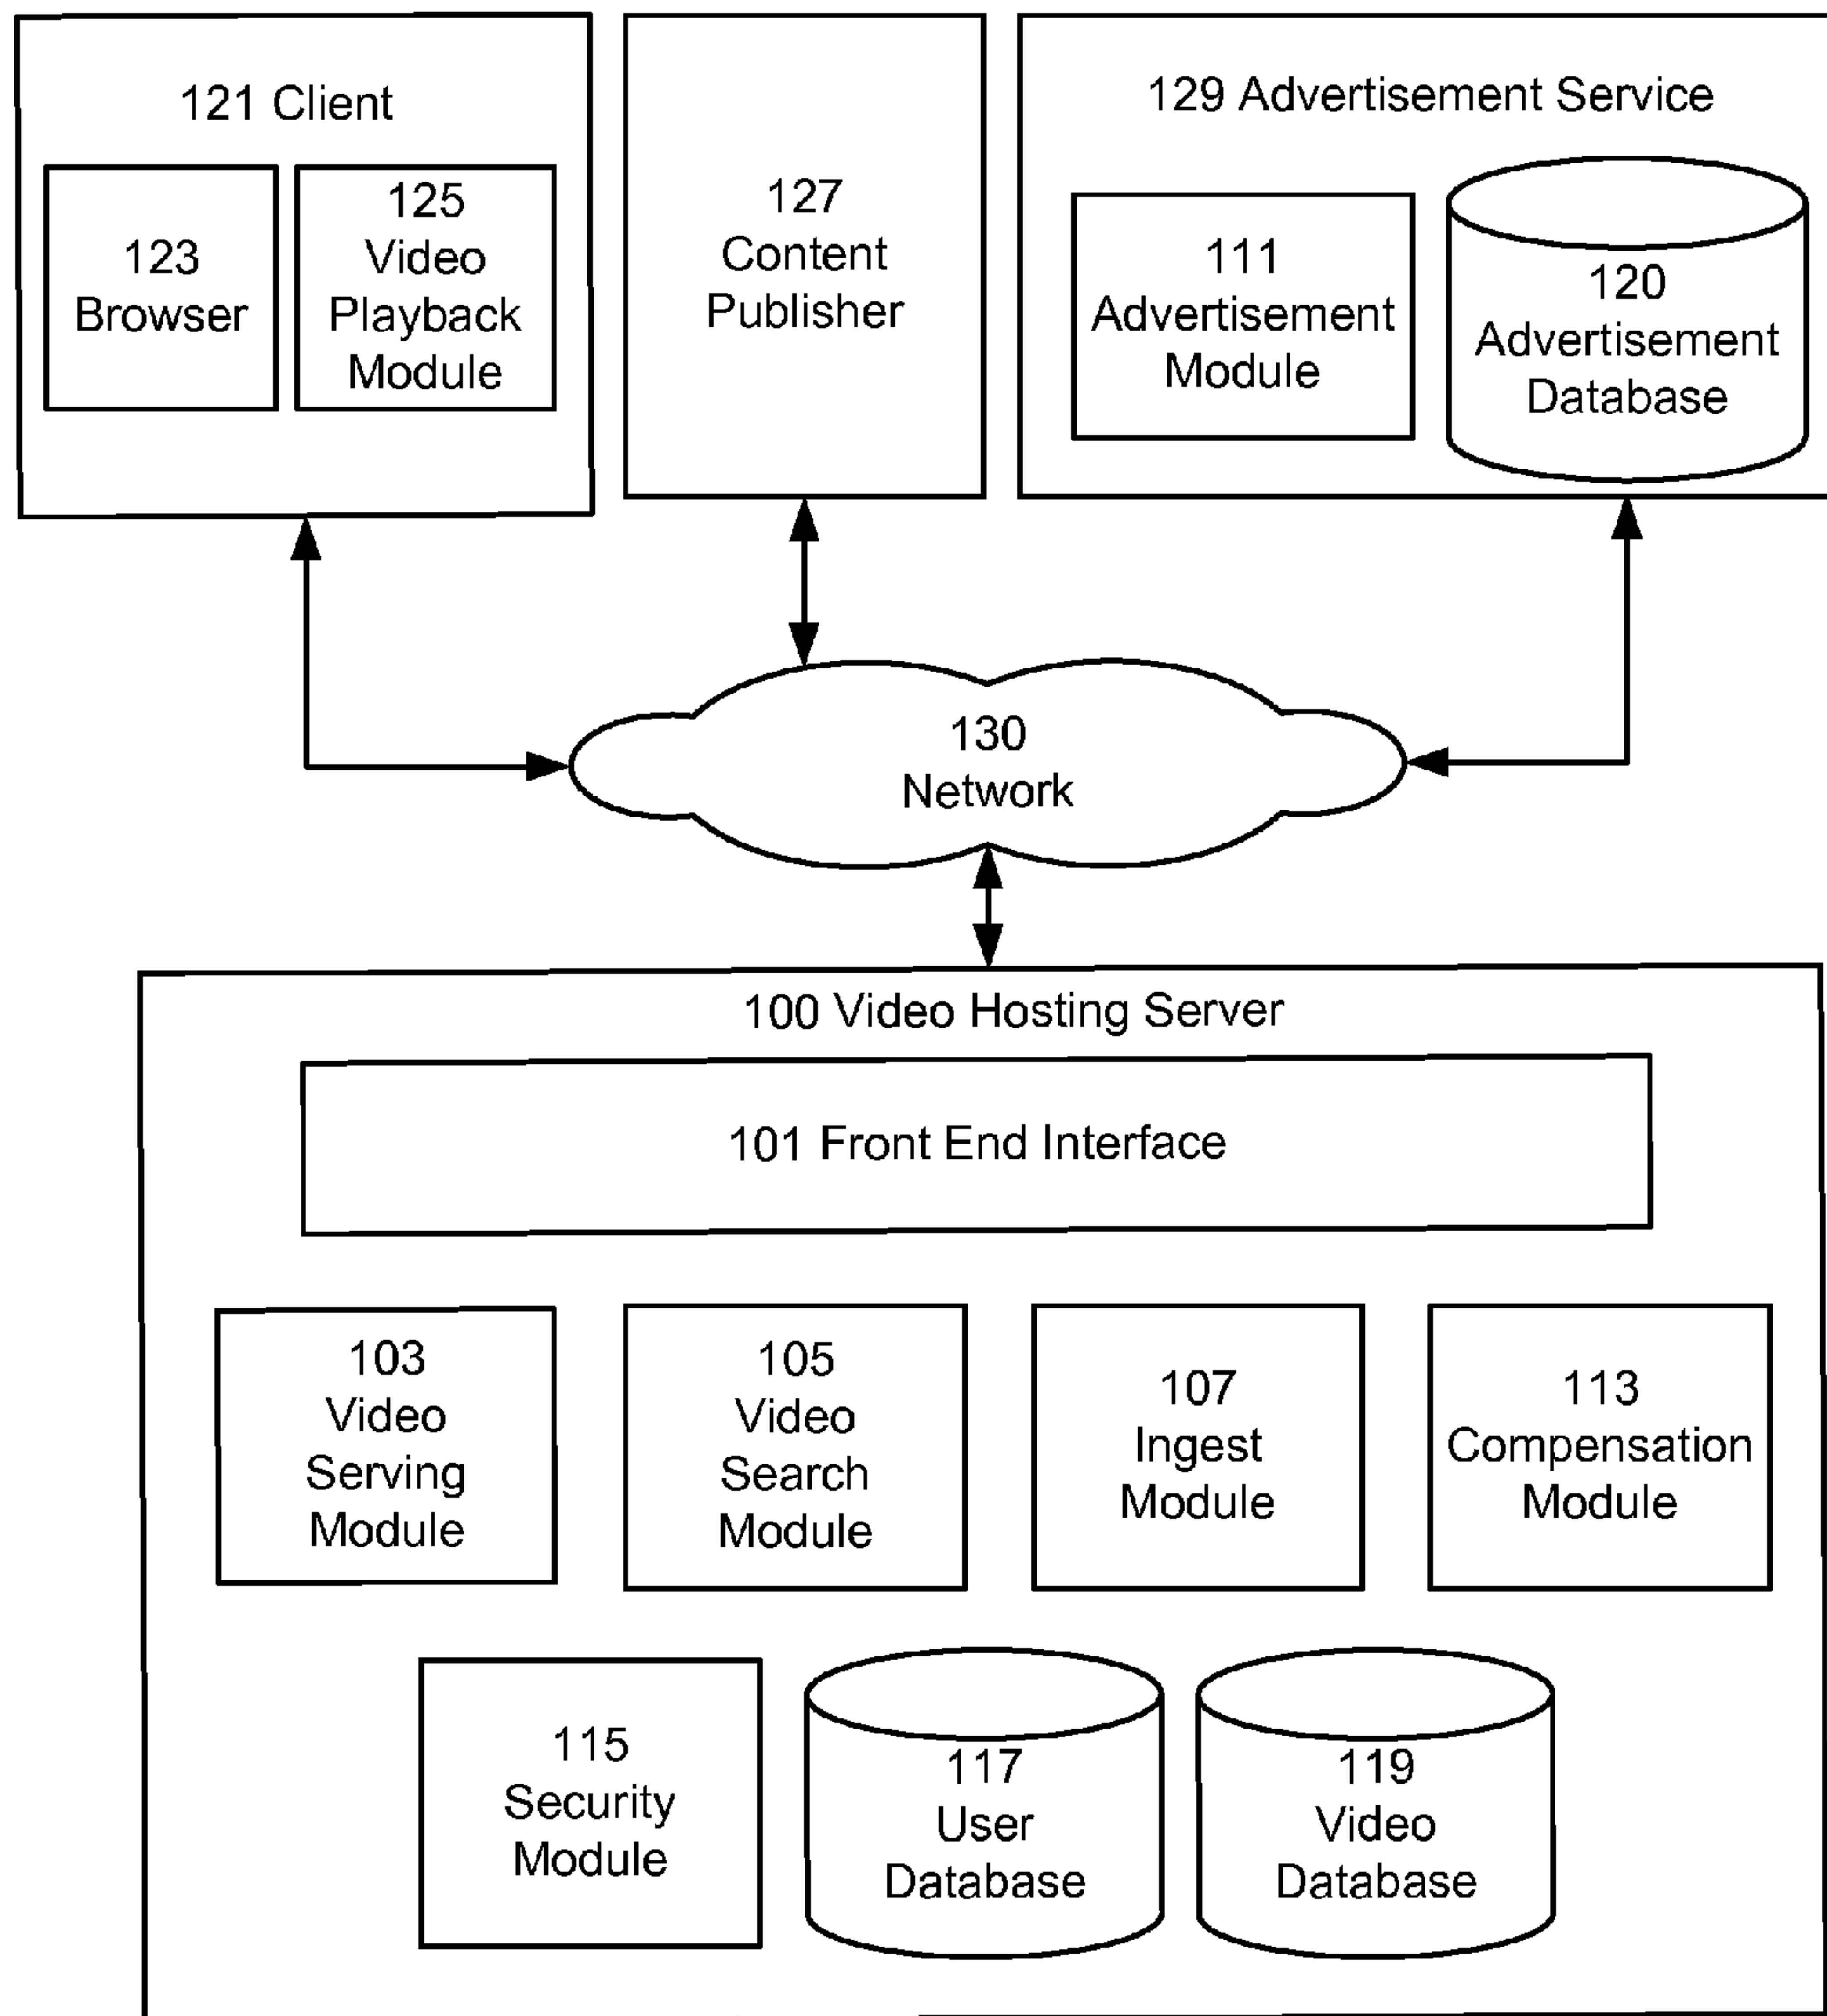 121 Client
123
Browser
125
Video
Playback
Module
127
Content
Publisher
129 Advertisement Service
111
Advertisement
Module
120
Advertisement
Database
130
Network
100 Video Hosting Server
101 Front End Interface
103
Video
Serving
Module
105
Video
Search
Module
107
Ingest
Module
113
Compensation
Module
115
Security
Module
117
User
Database
119
Video
Database